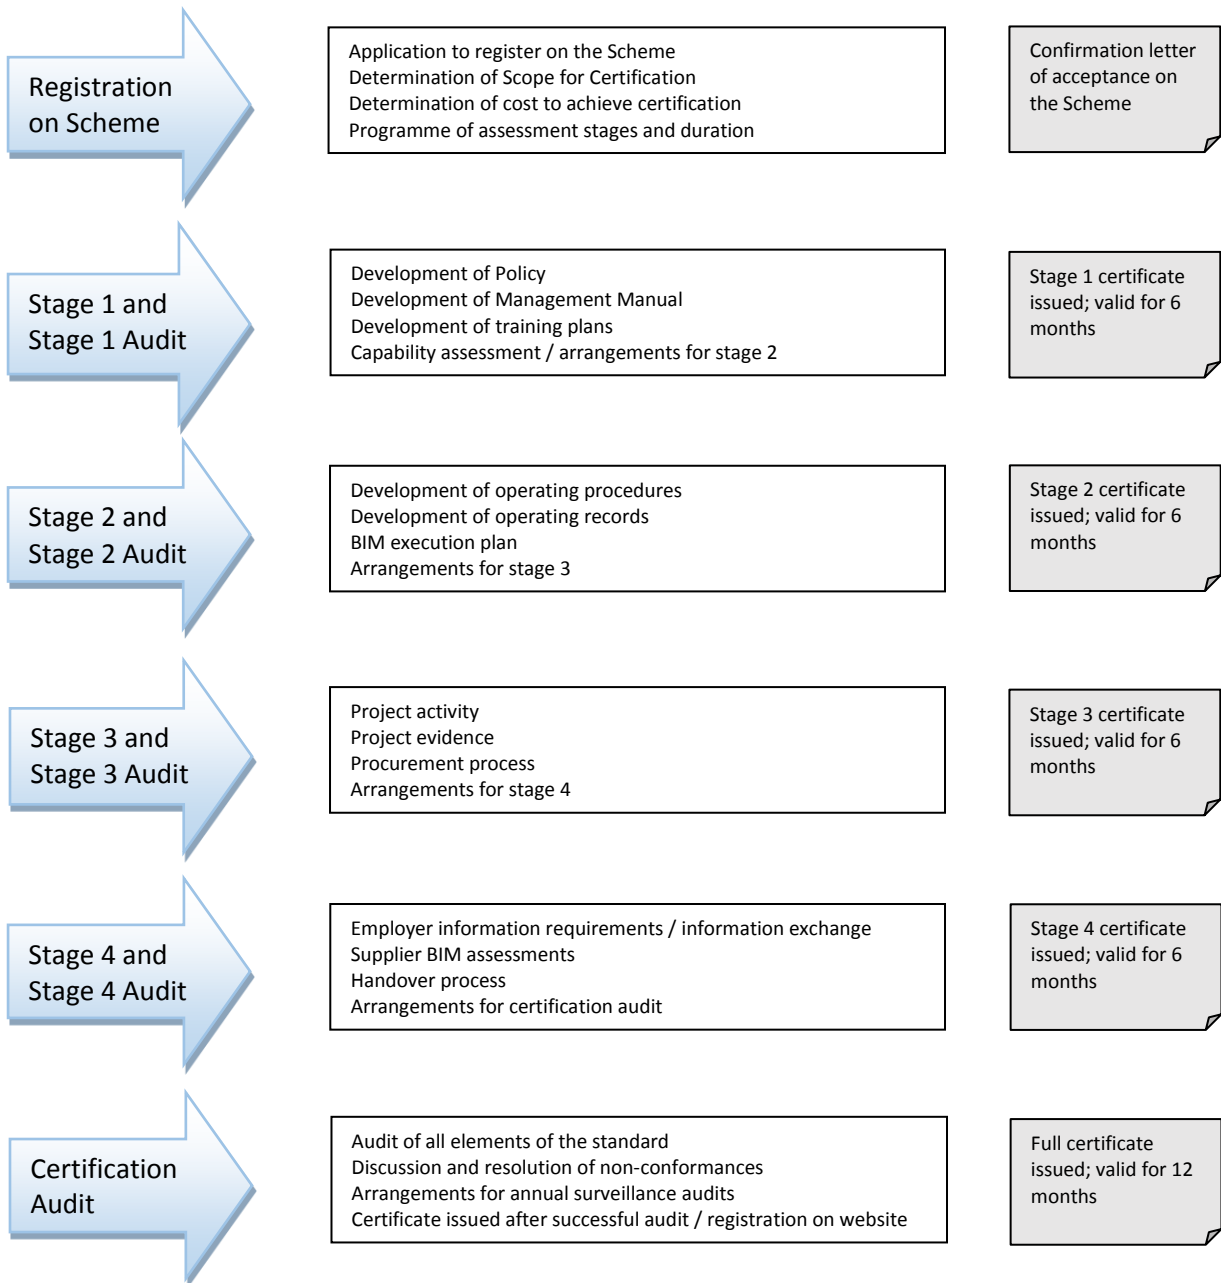 Registration
on Scheme
Application to register on the Scheme
Determination of Scope for Certification
Determination of cost to achieve certification
Programme of assessment stages and duration
Confirmation letter
of acceptance on
the Scheme
Stage 1 and
Stage 1 Audit
Development of Policy
Development of Management Manual
Development of training plans
Capability assessment / arrangements for stage 2
Stage 1 certificate
issued; valid for 6
months
Stage 2 and
Stage 2 Audit
Development of operating procedures
Development of operating records
BIM execution plan
Arrangements for stage 3
Stage 2 certificate
issued; valid for 6
months
Stage 3 and
Stage 3 Audit
Project activity
Project evidence
Procurement process
Arrangements for stage 4
Stage 3 certificate
issued; valid for 6
months
Stage 4 and
Stage 4 Audit
Employer information requirements / information exchange
Supplier BIM assessments
Handover process
Arrangements for certification audit
Stage 4 certificate
issued; valid for 6
months
Certification
Audit
Audit of all elements of the standard
Discussion and resolution of non-conformances
Arrangements for annual surveillance audits
Certificate issued after successful audit / registration on website
Full certificate
issued; valid for 12
months